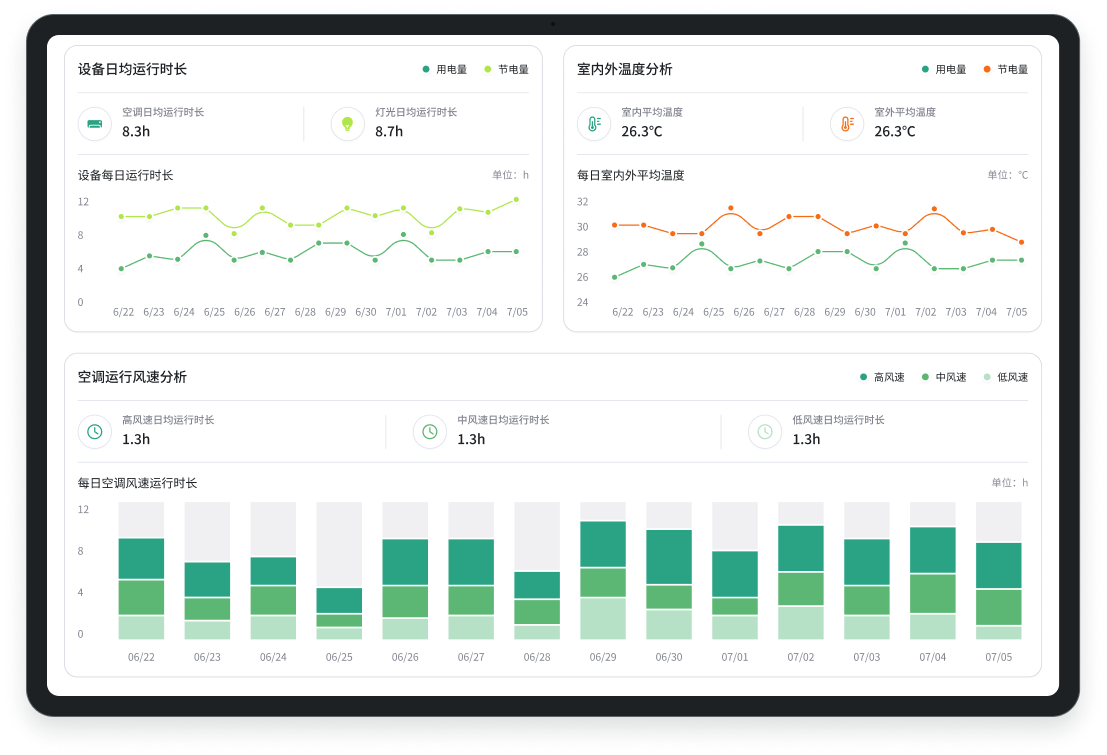 设备日均运行时长
用电量 节电量
空调日均运行时长
8.3h
灯光日均运行时长
8.7h
设备每日运行时长
单位：h
12
8
4
0
6/22 6/23 6/24 6/25 6/26 6/27 6/28 6/29 6/30 7/01 7/02 7/03 7/04 7/05
室内外温度分析
用电量 节电量
室内平均温度
26.3℃
室外平均温度
26.3℃
每日室内外平均温度
单位：℃
32
30
28
26
24
6/22 6/23 6/24 6/25 6/26 6/27 6/28 6/29 6/30 7/01 7/02 7/03 7/04 7/05
空调运行风速分析
高风速 中风速 低风速
高风速日均运行时长
1.3h
中风速日均运行时长
1.3h
低风速日均运行时长
1.3h
每日空调风速运行时长
单位：h
12
8
4
0
06/22 06/23 06/24 06/25 06/26 06/27 06/28 06/29 06/30 07/01 07/02 07/03 07/04 07/05